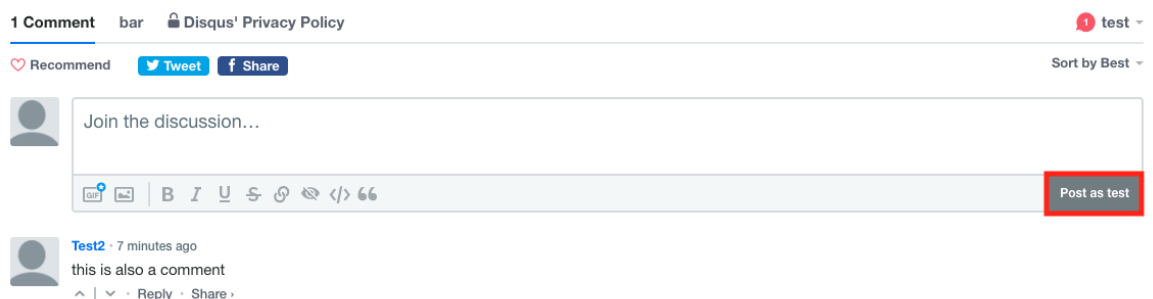 1 Comment bar Disqus' Privacy Policy 1 test
Recommend Tweet f Share Sort by Best
Join the discussion…
GIF B I U S </> Post as test
Test2 · 7 minutes ago
this is also a comment
Reply · Share ›